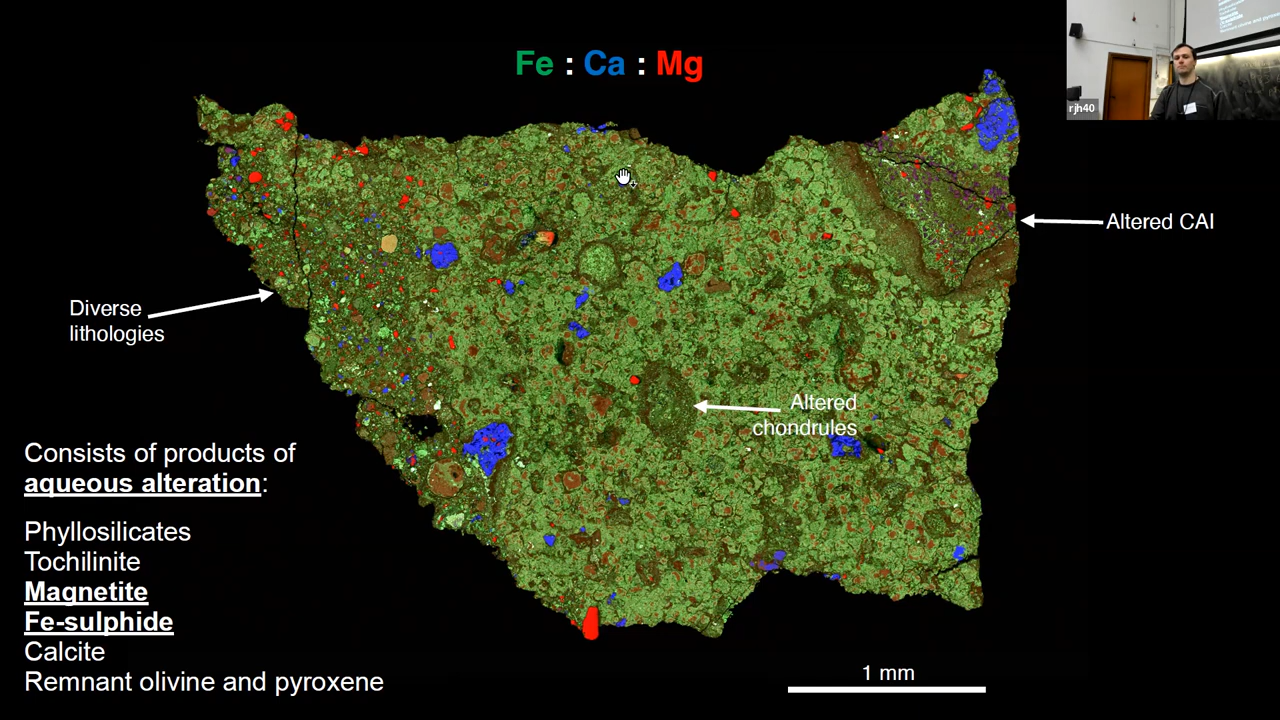 Fe : Ca : Mg
rjh40
Altered CAI
Diverse
lithologies
Altered
chondrules
Consists of products of
aqueous alteration:
Phyllosilicates
Tochilinite
Magnetite
Fe-sulphide
Calcite
Remnant olivine and pyroxene
1 mm